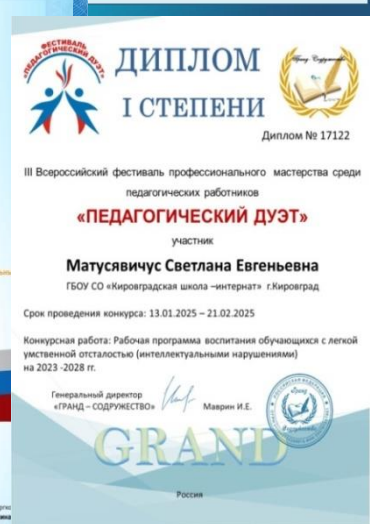 ФЕСТИВАЛЬ
«ПЕДАГОГИЧЕСКИЙ ДУЭТ»
ДИПЛОМ
I СТЕПЕНИ
Гранд Содружество
Диплом № 17122
III Всероссийский фестиваль профессионального мастерства среди
педагогических работников
«ПЕДАГОГИЧЕСКИЙ ДУЭТ»
участник
Матусявичус Светлана Евгеньевна
ГБОУ СО «Кировградская школа –интернат» г.Кировград
Срок проведения конкурса: 13.01.2025 – 21.02.2025
Конкурсная работа: Рабочая программа воспитания обучающихся с легкой
умственной отсталостью (интеллектуальными нарушениями)
на 2023 -2028 гг.
Генеральный директор
«ГРАНД – СОДРУЖЕСТВО»
Маврин И.Е.
GRAND
Россия